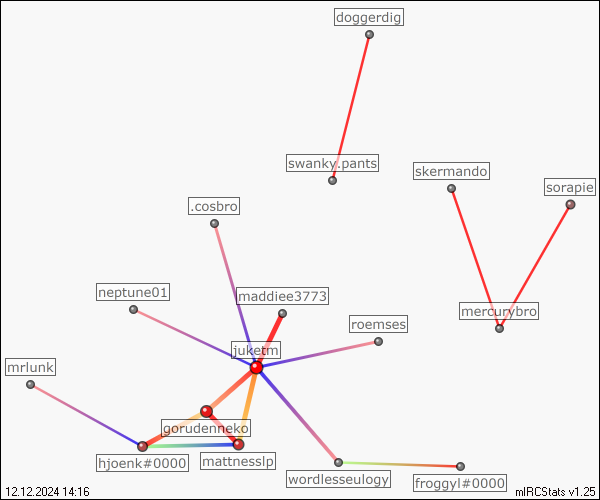 doggerdig
swanky.pants
skermando
sorapie
.cosbro
neptune01
maddiee3773
mercurybro
roemses
juketm
mrlunk
gorudenneko
hjoenk#0000
mattnesslp
wordlesseulogy
froggyl#0000
12.12.2024 14:16
mIRCStats v1.25